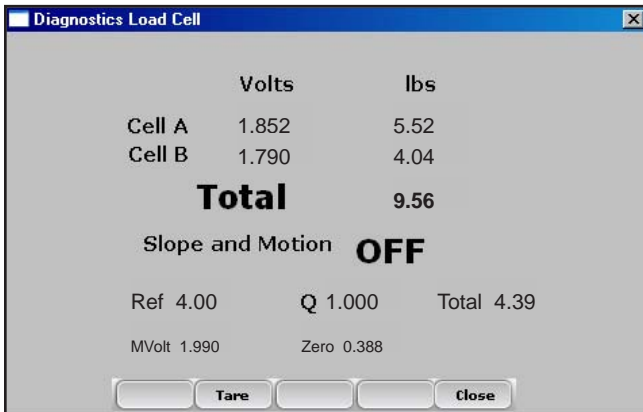 Diagnostics Load Cell
Volts lbs
Cell A 1.852 5.52
Cell B 1.790 4.04
Total 9.56
Slope and Motion OFF
Ref 4.00 Q 1.000 Total 4.39
MVolt 1.990 Zero 0.388
Tare Close